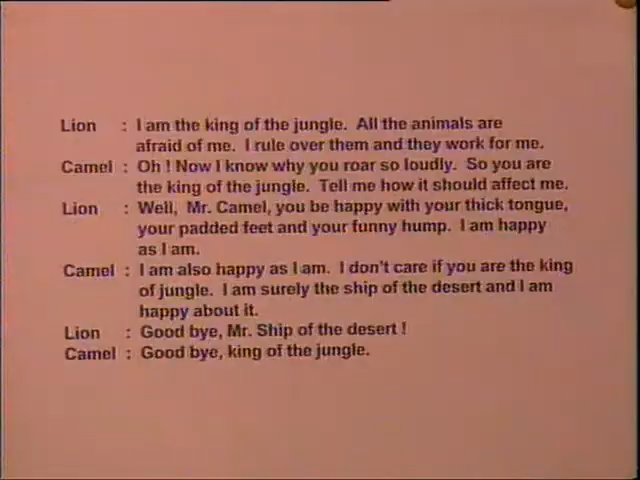 Lion : I am the king of the jungle. All the animals are
afraid of me. I rule over them and they work for me.
Camel : Oh ! Now I know why you roar so loudly. So you are
the king of the jungle. Tell me how it should affect me.
Lion : Well, Mr. Camel, you be happy with your thick tongue,
your padded feet and your funny hump. I am happy
as I am.
Camel : I am also happy as I am. I don't care if you are the king
of jungle. I am surely the ship of the desert and I am
happy about it.
Lion : Good bye, Mr. Ship of the desert !
Camel : Good bye, king of the jungle.